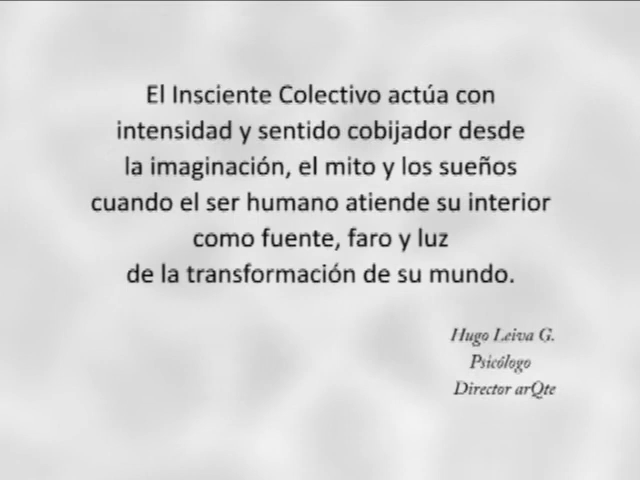 El Insciente Colectivo actúa con
intensidad y sentido cobijador desde
la imaginación, el mito y los sueños
cuando el ser humano atiende su interior
como fuente, faro y luz
de la transformación de su mundo.
Hugo Leiva G.
Psicólogo
Director arQte